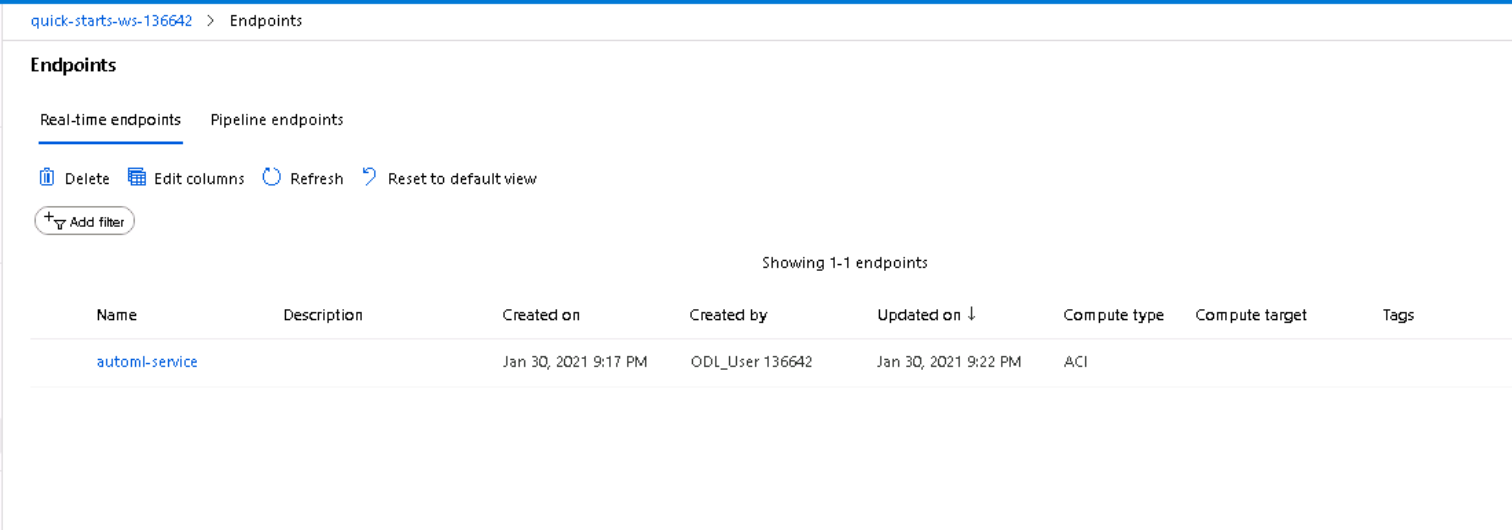 quick-starts-ws-136642 > Endpoints
Endpoints
Real-time endpoints Pipeline endpoints
Delete Edit columns Refresh Reset to default view
Add filter
Showing 1-1 endpoints
Name Description Created on Created by Updated on ↓ Compute type Compute target Tags
automl-service Jan 30, 2021 9:17 PM ODL_User 136642 Jan 30, 2021 9:22 PM ACI